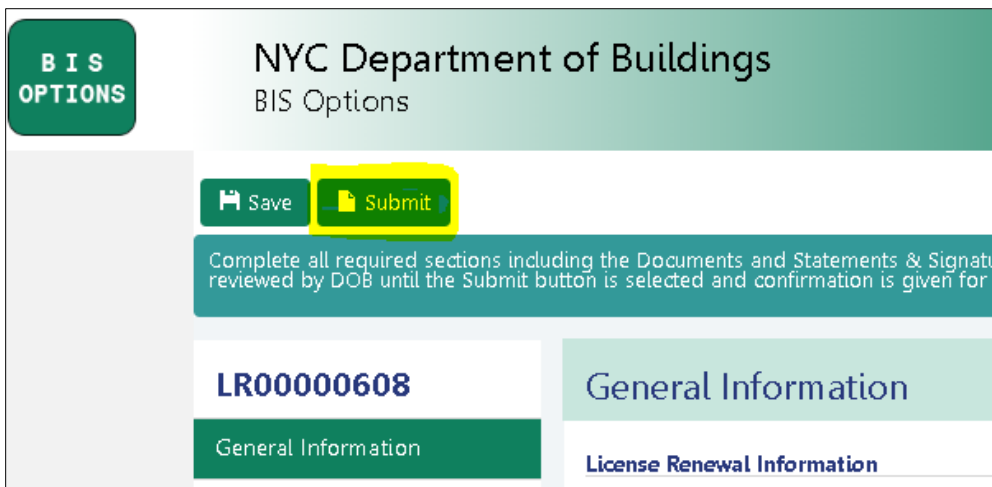 BIS
OPTIONS
NYC Department of Buildings
BIS Options
Save
Submit
Complete all required sections including the Documents and Statements &
reviewed by DOB until the Submit button is selected and confirmation is given for
LR00000608
General Information
General Information
License Renewal Information